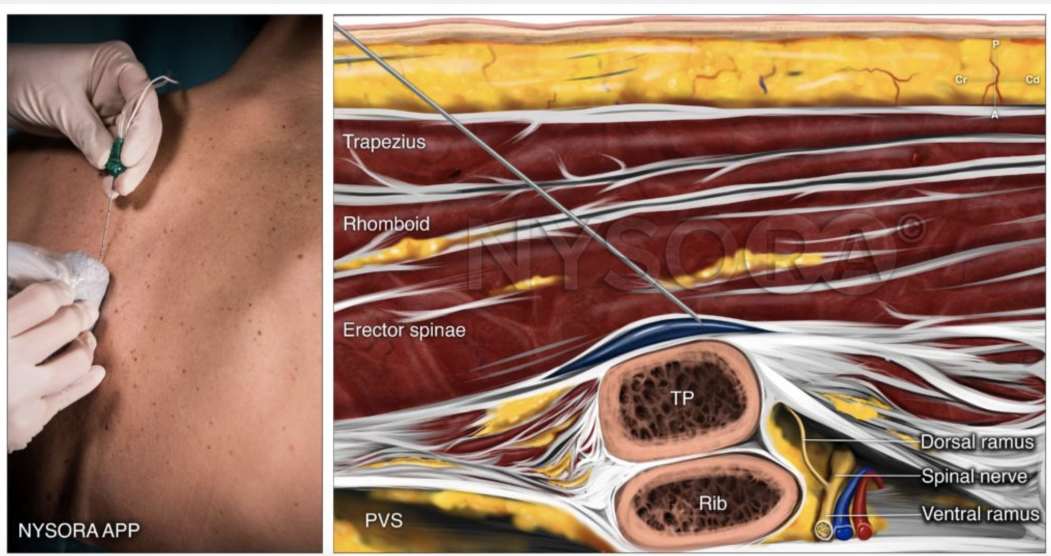 NYSORA APP
P
Cr
Cd
A
Trapezius
Rhomboid
NYSORA©
Erector spinae
TP
Dorsal ramus
Spinal nerve
Rib
Ventral ramus
PVS